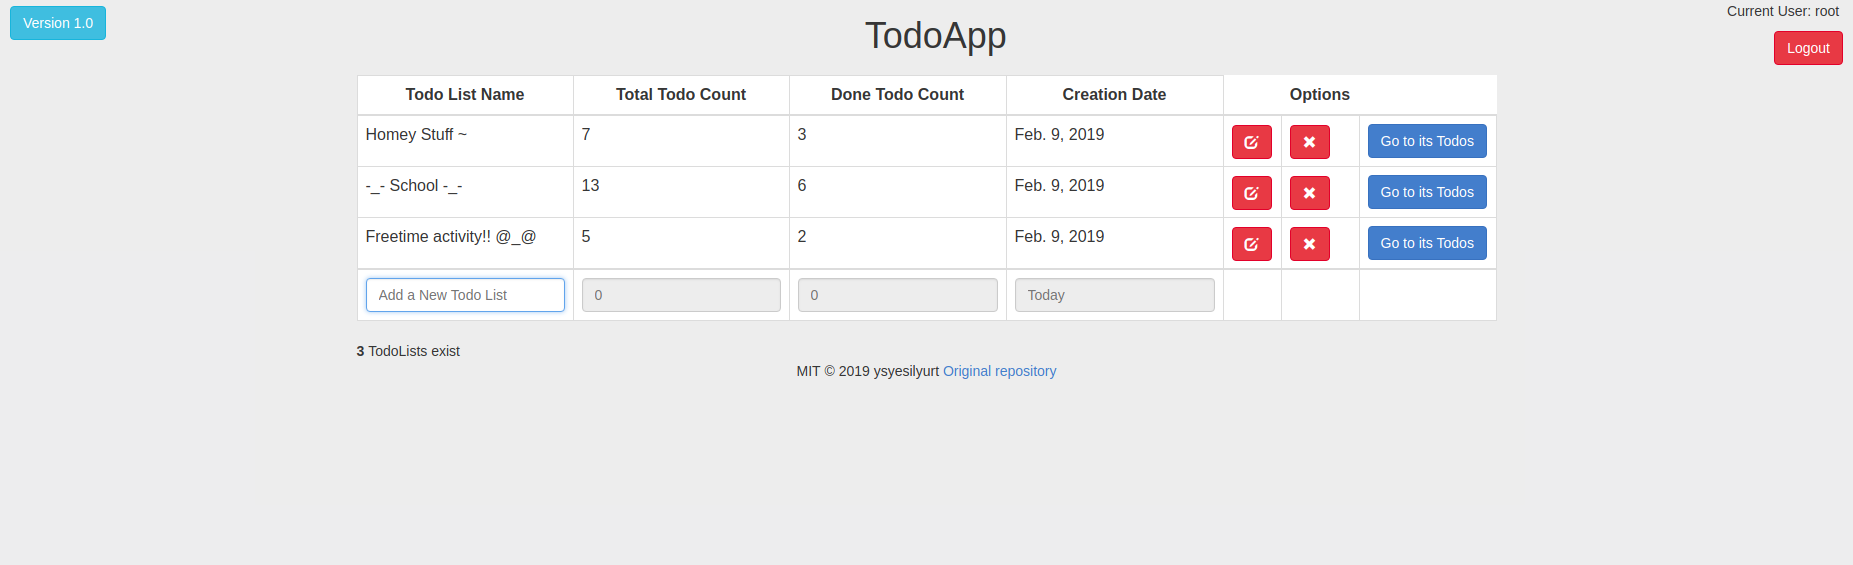 Version 1.0
TodoApp
Current User: root
Logout
Todo List Name Total Todo Count Done Todo Count Creation Date Options
Homey Stuff ~ 7 3 Feb. 9, 2019 Go to its Todos
-_- School -_- 13 6 Feb. 9, 2019 Go to its Todos
Freetime activity!! @_@ 5 2 Feb. 9, 2019 Go to its Todos
Add a New Todo List 0 0 Today
3 TodoLists exist
MIT © 2019 ysyesilyurt Original repository